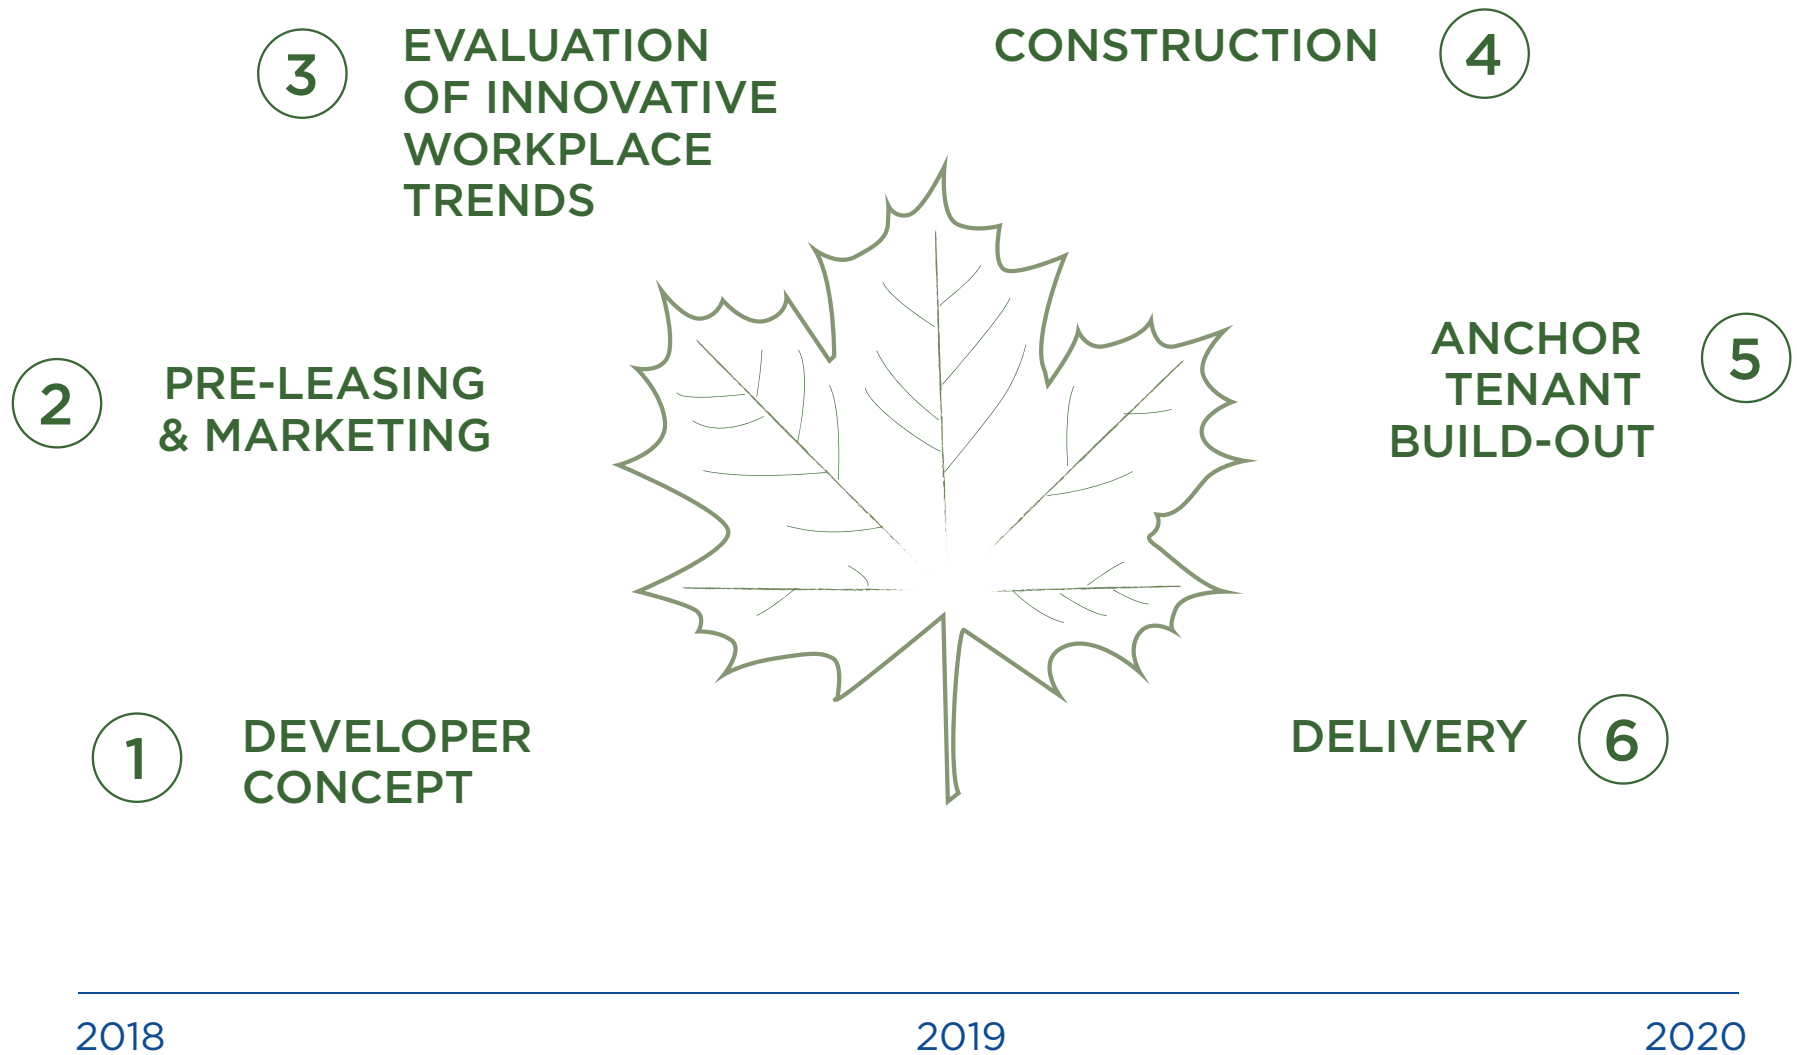 3
EVALUATION
OF INNOVATIVE
WORKPLACE
TRENDS
CONSTRUCTION
4
2
PRE-LEASING
& MARKETING
ANCHOR
TENANT
BUILD-OUT
5
1
DEVELOPER
CONCEPT
DELIVERY
6
2018
2019
2020